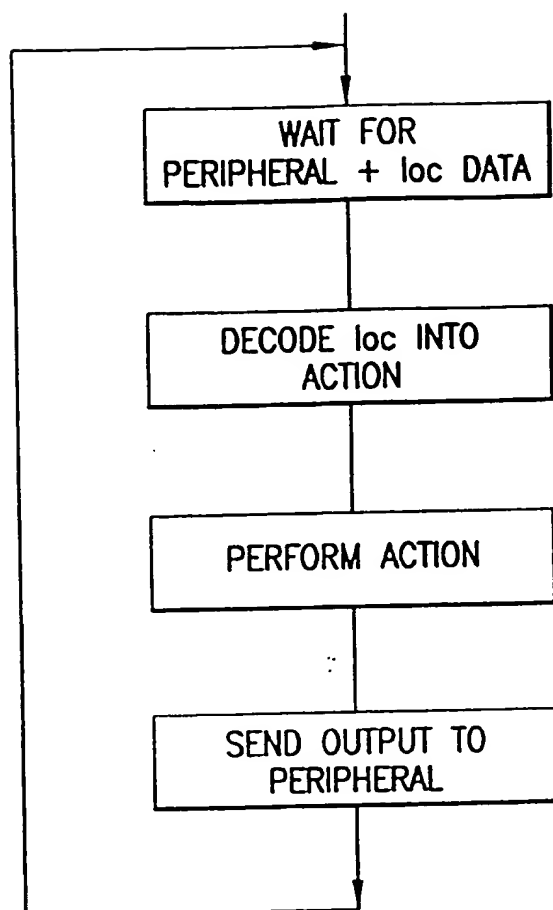 WAIT FOR
PERIPHERAL + loc DATA
DECODE loc INTO
ACTION
PERFORM ACTION
SEND OUTPUT TO
PERIPHERAL